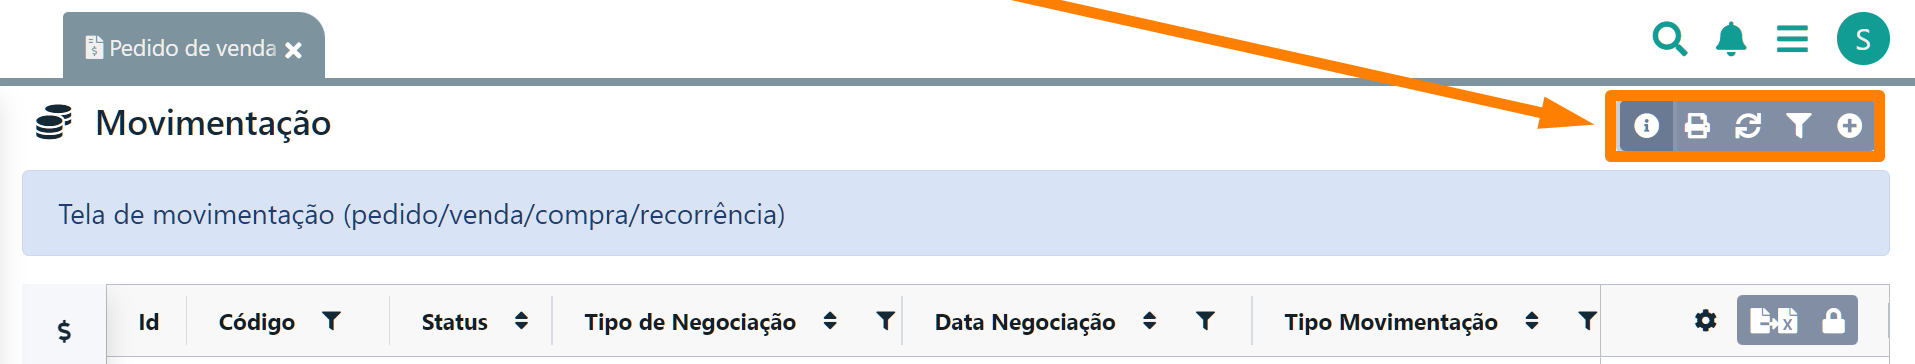 Pedido de venda
S
Movimentação
Tela de movimentação (pedido/venda/compra/recorrência)
$ Id Código Status Tipo de Negociação Data Negociação Tipo Movimentação